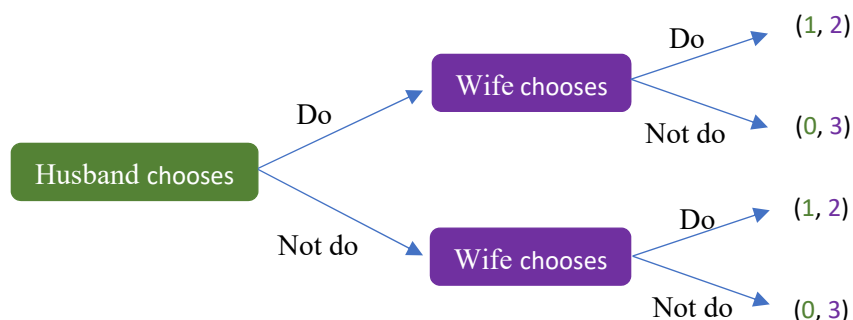 Do
(1, 2)
Wife chooses
Do
Not do
(0, 3)
Husband chooses
Not do
Wife chooses
Do
(1, 2)
Not do
(0, 3)